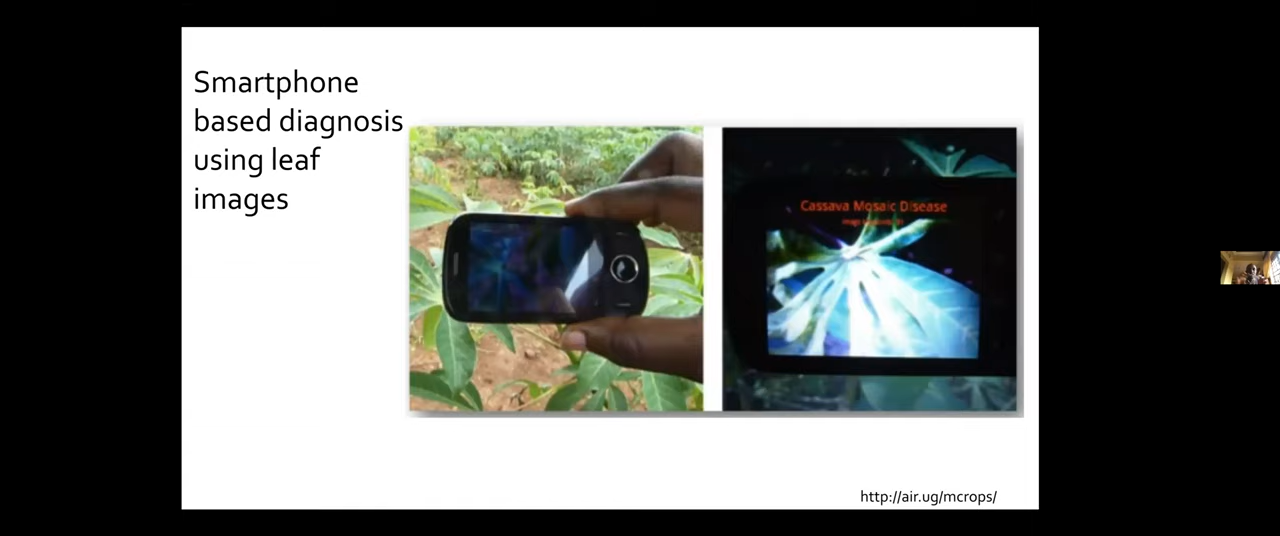 Smartphone
based diagnosis
using leaf
images
Cassava Mosaic Disease
http://air.ug/mcrops/